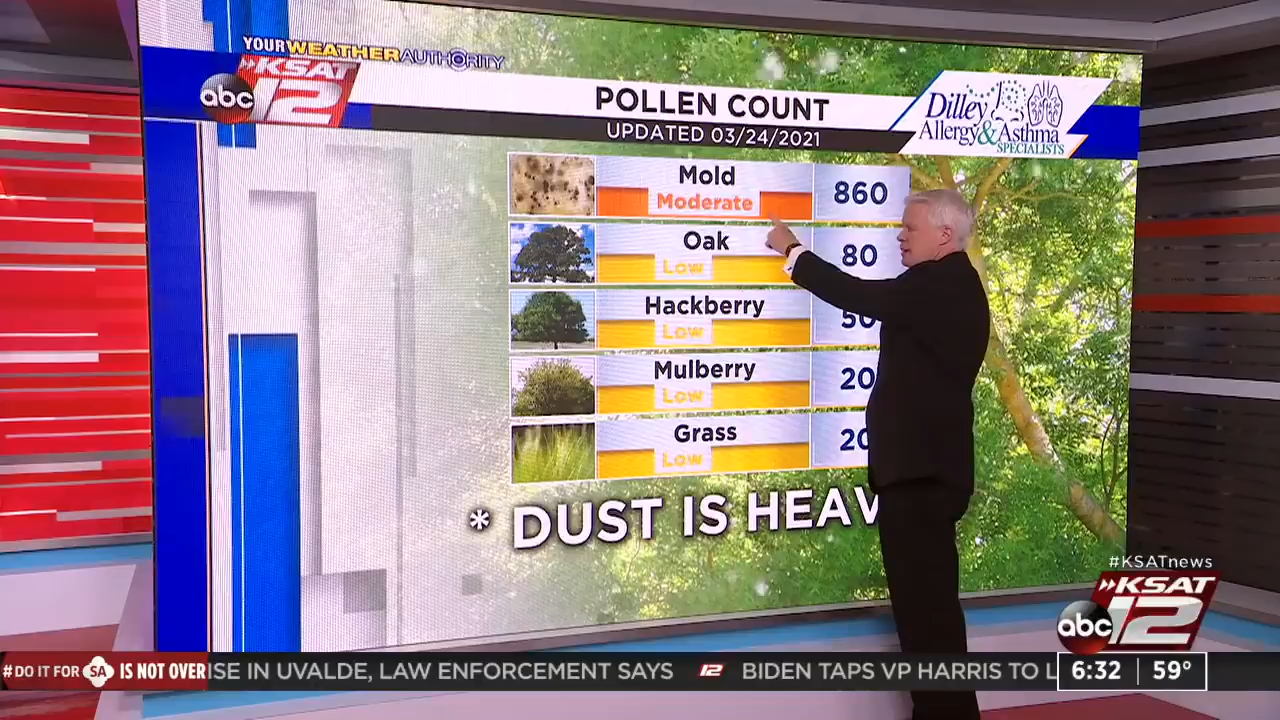 YOUR WEATHER AUTHORITY
KSAT
abc 12
POLLEN COUNT
UPDATED 03/24/2021
Dilley
Allergy & Asthma
SPECIALISTS
Mold 860
Moderate
Oak 80
Low
Hackberry 50
Low
Mulberry 20
Low
Grass 20
Low
* DUST IS HEAV
#KSATnews
KSAT
abc 12
#DO IT FOR SA IS NOT OVER ISE IN UVALDE, LAW ENFORCEMENT SAYS 12 BIDEN TAPS VP HARRIS TO L 6:32 59°